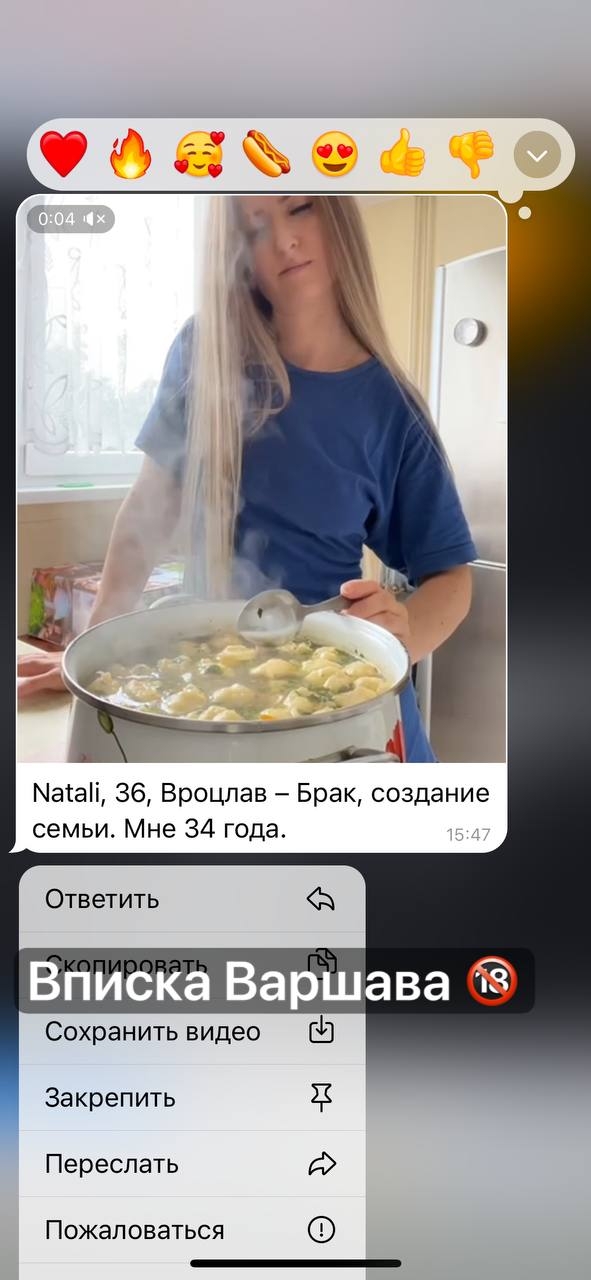 0:04
Natali, 36, Вроцлав – Брак, создание
семьи. Мне 34 года.
15:47
Ответить
Скопировать
Вписка Варшава 🔞
Сохранить видео
Закрепить
Переслать
Пожаловаться